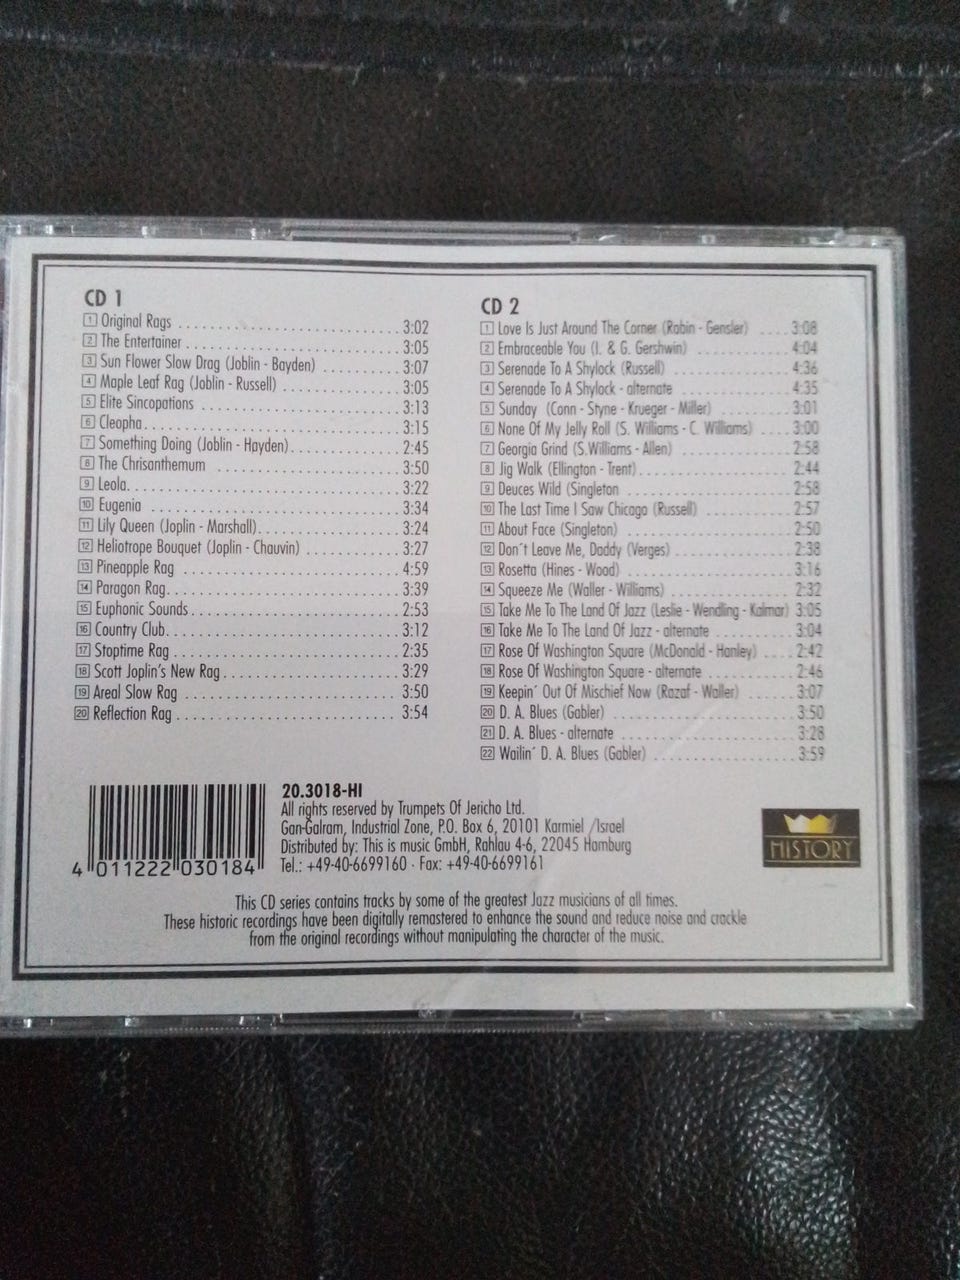 CD 1
1 Original Rags 3:02
2 The Entertainer 3:05
3 Sun Flower Slow Drag (Joblin - Bayden) 3:07
4 Maple Leaf Rag (Joblin - Russell) 3:05
5 Elite Sincopations 3:13
6 Cleopha 3:15
7 Something Doing (Joblin - Hayden) 2:45
8 The Chrisanthemum 3:50
9 Leola 3:22
10 Eugenia 3:34
11 Lily Queen (Joplin - Marshall) 3:24
12 Heliotrope Bouquet (Joplin - Chauvin) 3:27
13 Pineapple Rag 4:59
14 Paragon Rag 3:39
15 Euphonic Sounds 2:53
16 Country Club 3:12
17 Stoptime Rag 2:35
18 Scott Joplin's New Rag 3:29
19 Areal Slow Rag 3:50
20 Reflection Rag 3:54
CD 2
1 Love Is Just Around The Corner (Robin - Gensler) 3:08
2 Embraceable You (I. & G. Gershwin) 4:04
3 Serenade To A Shylock (Russell) 4:36
4 Serenade To A Shylock - alternate 4:35
5 Sunday (Conn - Styne - Krueger - Miller) 3:01
6 None Of My Jelly Roll (S. Williams - C. Williams) 3:00
7 Georgia Grind (S.Williams - Allen) 2:58
8 Jig Walk (Ellington - Trent) 2:44
9 Deuces Wild (Singleton 2:58
10 The Last Time I Saw Chicago (Russell) 2:57
11 About Face (Singleton) 2:50
12 Don´t Leave Me, Daddy (Verges) 2:38
13 Rosetta (Hines - Wood) 3:16
14 Squeeze Me (Waller - Williams) 2:32
15 Take Me To The Land Of Jazz (Leslie - Wendling - Kalmar) 3:05
16 Take Me To The Land Of Jazz - alternate 3:04
17 Rose Of Washington Square (McDonald - Hanley) 2:42
18 Rose Of Washington Square - alternate 2:46
19 Keepin´ Out Of Mischief Now (Razaf - Waller) 3:07
20 D. A. Blues (Gabler) 3:50
21 D. A. Blues - alternate 3:28
22 Wailin´ D. A. Blues (Gabler) 3:59
4 011222 030184
20.3018-HI
All rights reserved by Trumpets Of Jericho Ltd.
Gan-Galram, Industrial Zone, P.O. Box 6, 20101 Karmiel /Israel
Distributed by: This is music GmbH, Rahlau 4-6, 22045 Hamburg
Tel.: +49-40-6699160 · Fax: +49-40-6699161
HISTORY
This CD series contains tracks by some of the greatest Jazz musicians of all times.
These historic recordings have been digitally remastered to enhance the sound and reduce noise and crackle
from the original recordings without manipulating the character of the music.